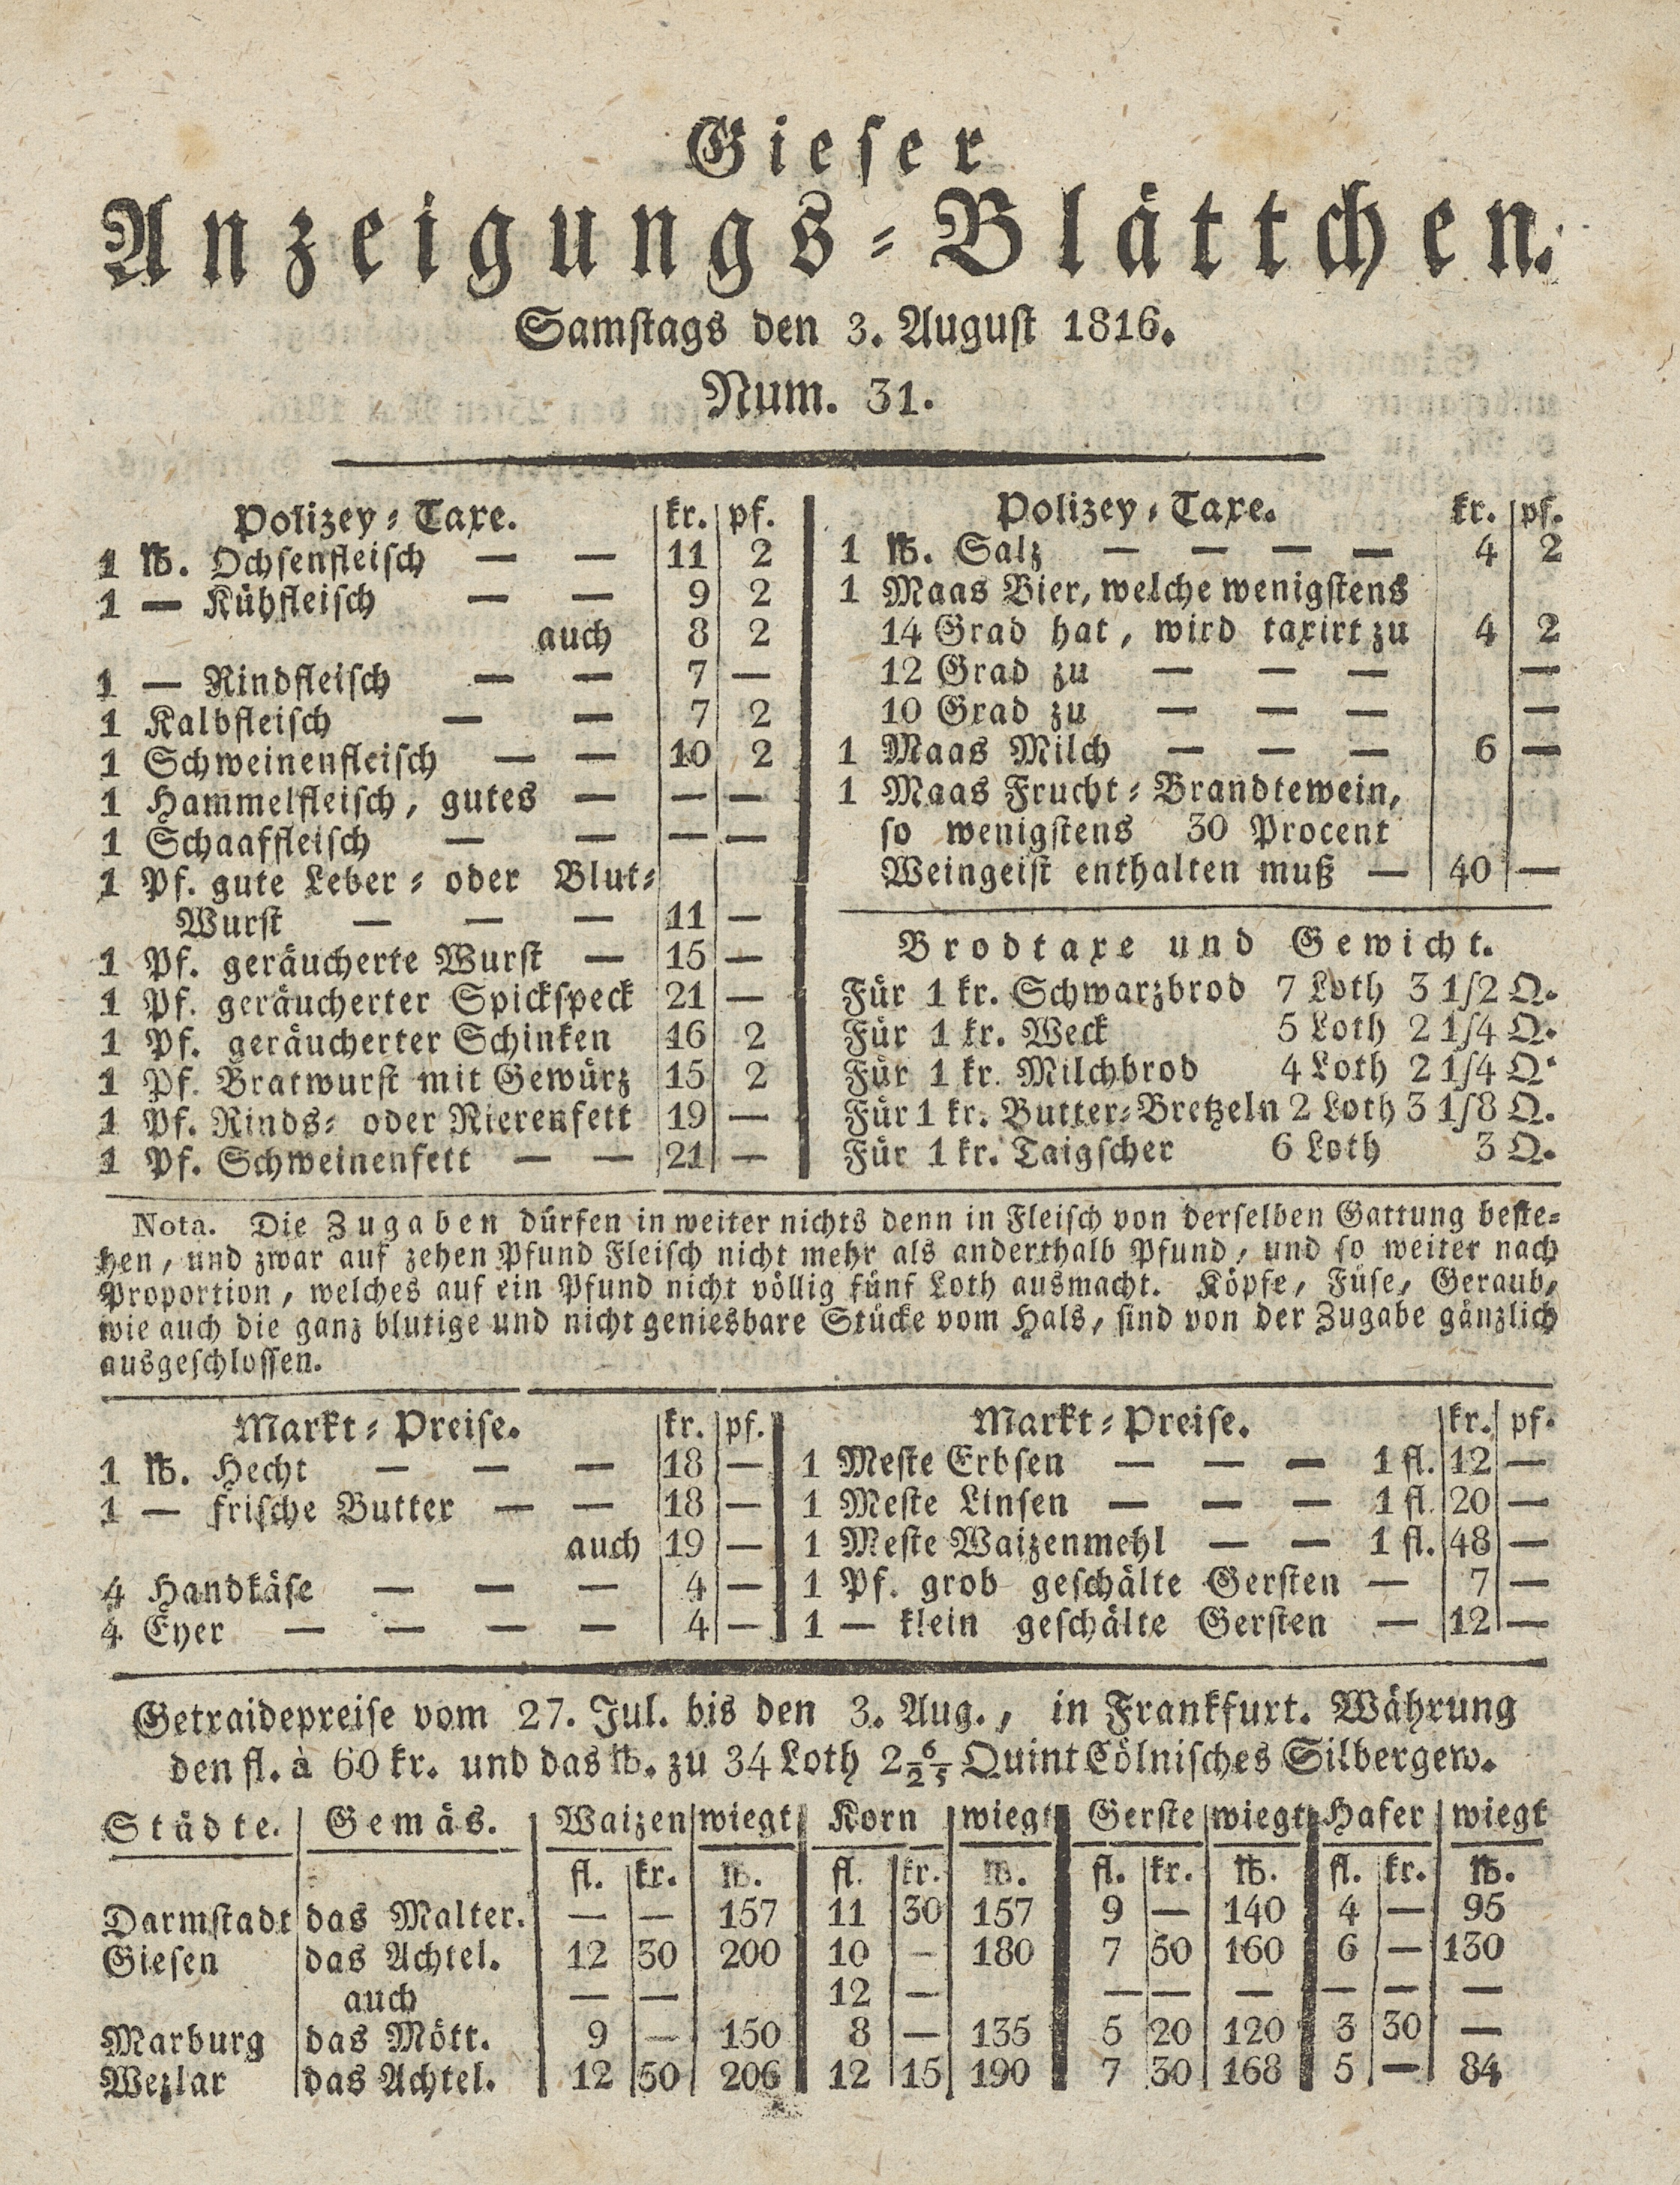 Gieser
Anzeigungs-Blättchen.
Samstags den 3. August 1816.
Num. 31.
Polizey-Taxe. kr. pf.
1 ℔. Ochsenfleisch — — 11 2
1 — Kühfleisch — — 9 2
auch 8 2
1 — Rindfleisch — — 7 —
1 Kalbfleisch — — 7 2
1 Schweinenfleisch — — 10 2
1 Hammelfleisch, gutes — — —
1 Schaaffleisch — — — —
1 Pf. gute Leber- oder Blut-
Wurst — — — 11 —
1 Pf. geräucherte Wurst — 15 —
1 Pf. geräucherter Spickspeck 21 —
1 Pf. geräucherter Schinken 16 2
1 Pf. Bratwurst mit Gewürz 15 2
1 Pf. Rinds- oder Nierenfett 19 —
1 Pf. Schweinenfett — — 21 —
Polizey-Taxe. kr. pf.
1 ℔. Salz — — — — 4 2
1 Maas Bier, welche wenigstens
14 Grad hat, wird taxirt zu 4 2
12 Grad zu — — — —
10 Grad zu — — — —
1 Maas Milch — — — 6 —
1 Maas Frucht-Brandtewein,
so wenigstens 30 Procent
Weingeist enthalten muß — 40 —
Brodtaxe und Gewicht.
Für 1 kr. Schwarzbrod 7 Loth 3 1/2 Q.
Für 1 kr. Weck 5 Loth 2 1/4 Q.
Für 1 kr. Milchbrod 4 Loth 2 1/4 Q.
Für 1 kr. Butter-Bretzeln 2 Loth 3 1/8 Q.
Für 1 kr. Taigscher 6 Loth 3 Q.
Nota. Die Zugaben dürfen in weiter nichts denn in Fleisch von derselben Gattung beste-
hen, und zwar auf zehen Pfund Fleisch nicht mehr als anderthalb Pfund, und so weiter nach
Proportion, welches auf ein Pfund nicht völlig fünf Loth ausmacht. Köpfe, Füse, Geraub,
wie auch die ganz blutige und nicht geniesbare Stücke vom Hals, sind von der Zugabe gänzlich
ausgeschlossen.
Markt-Preise. kr. pf.
1 ℔. Hecht — — — 18 —
1 — frische Butter — — 18 —
auch 19 —
4 Handkäse — — — 4 —
4 Eyer — — — — 4 —
Markt-Preise. kr. pf.
1 Meste Erbsen — — — 1 fl. 12 —
1 Meste Linsen — — — 1 fl. 20 —
1 Meste Waizenmehl — — 1 fl. 48 —
1 Pf. grob geschälte Gersten — 7 —
1 — klein geschälte Gersten — 12 —
Getraidepreise vom 27. Jul. bis den 3. Aug., in Frankfurt. Währung
den fl. à 60 kr. und das ℔. zu 34 Loth 2 6/25 Quint Cölnisches Silbergew.
Städte. Gemäs. Waizen wiegt Korn wiegt Gerste wiegt Hafer wiegt
fl. kr. ℔. fl. kr. ℔. fl. kr. ℔. fl. kr. ℔.
Darmstadt das Malter. — — 157 11 30 157 9 — 140 4 — 95
Giesen das Achtel. 12 30 200 10 — 180 7 50 160 6 — 130
auch — — 12 — — — — — — —
Marburg das Mött. 9 — 150 8 — 135 5 20 120 3 30 —
Wezlar das Achtel. 12 50 206 12 15 190 7 30 168 5 — 84